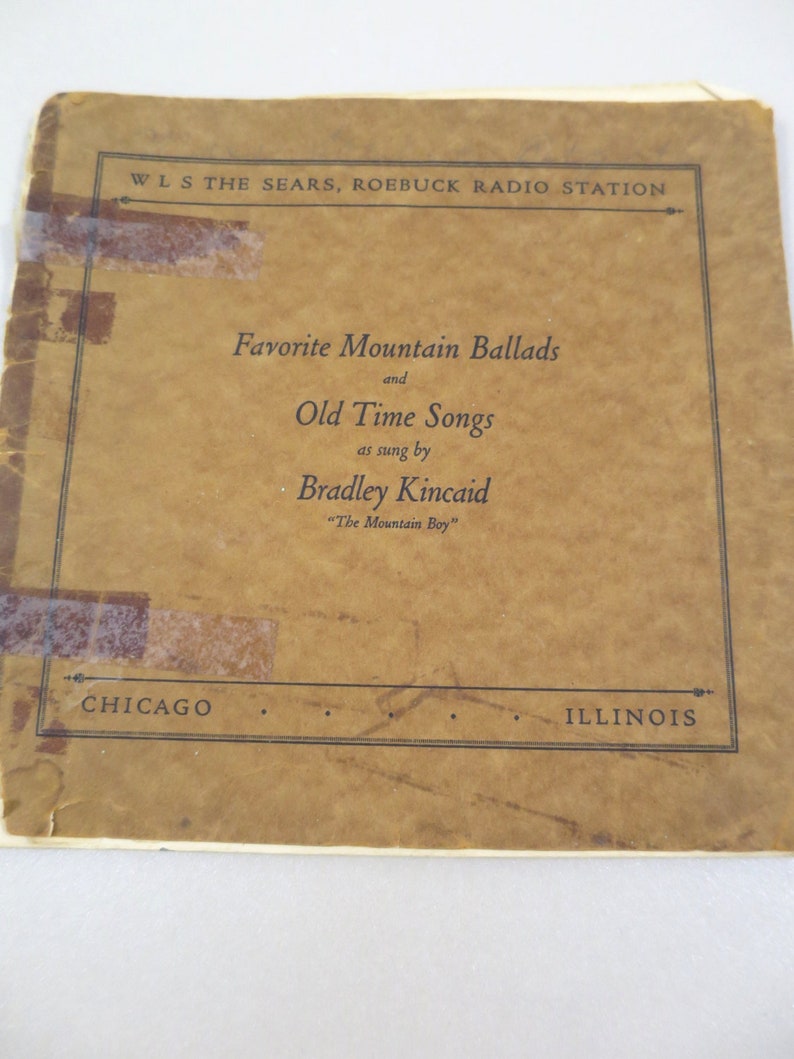 W L S THE SEARS, ROEBUCK RADIO STATION
Favorite Mountain Ballads
and
Old Time Songs
as sung by
Bradley Kincaid
“The Mountain Boy”
CHICAGO . . . . . ILLINOIS